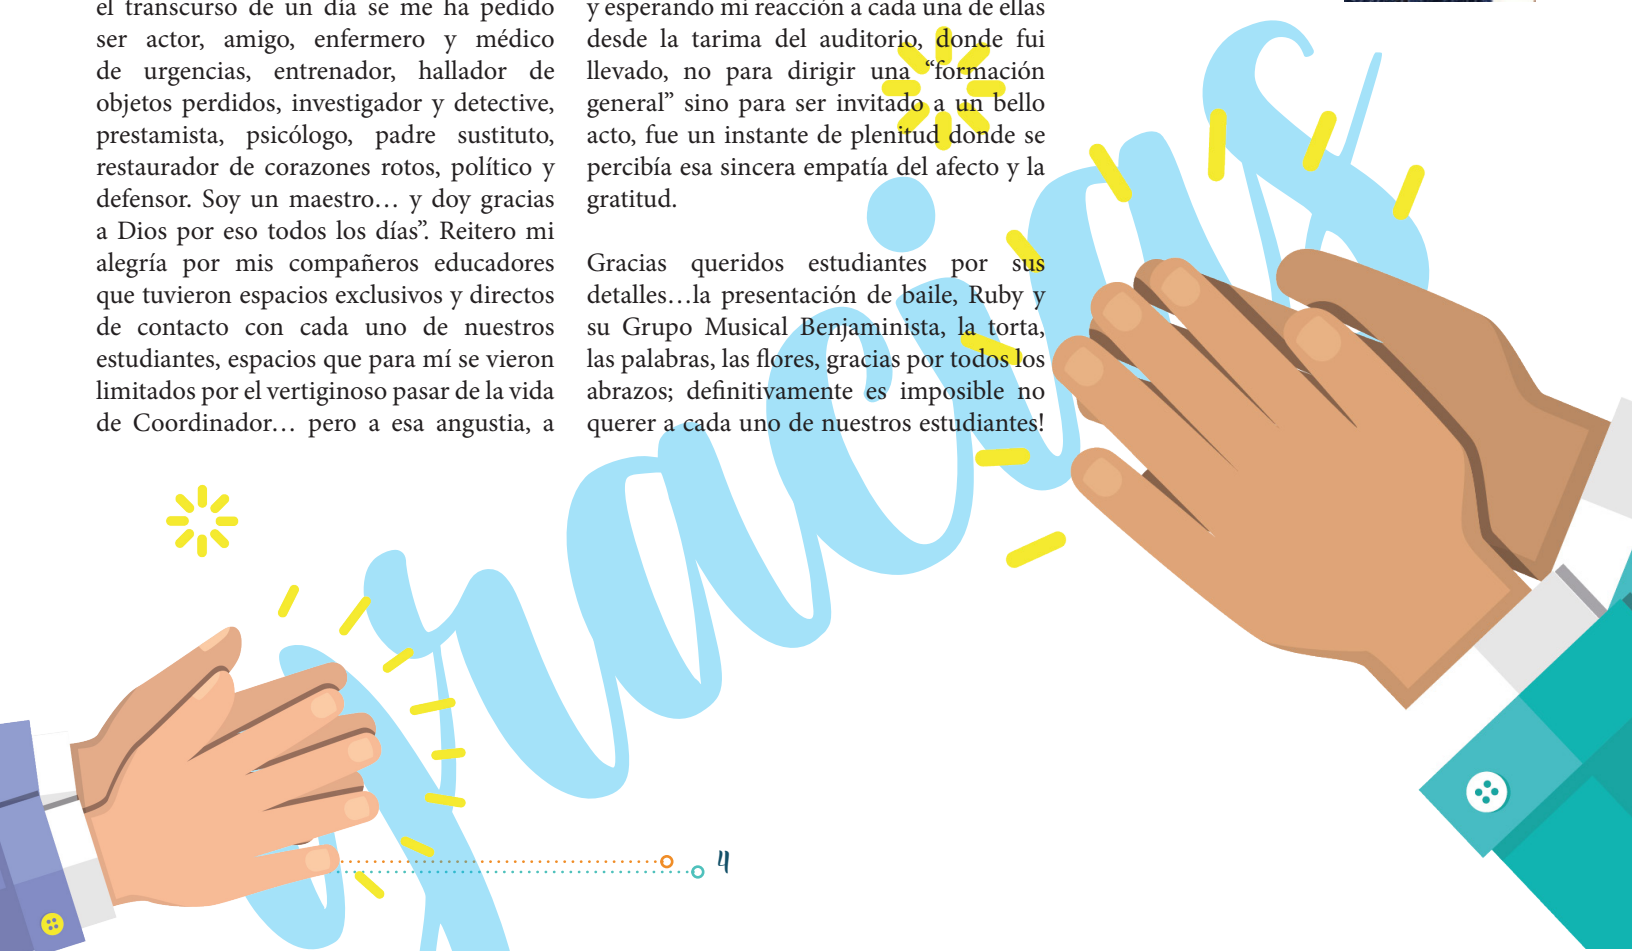 el transcurso de un día se me ha pedido
ser actor, amigo, enfermero y médico
de urgencias, entrenador, hallador de
objetos perdidos, investigador y detective,
prestamista, psicólogo, padre sustituto,
restaurador de corazones rotos, político y
defensor. Soy un maestro… y doy gracias
a Dios por eso todos los días”. Reitero mi
alegría por mis compañeros educadores
que tuvieron espacios exclusivos y directos
de contacto con cada uno de nuestros
estudiantes, espacios que para mí se vieron
limitados por el vertiginoso pasar de la vida
de Coordinador… pero a esa angustia, a
y esperando mi reacción a cada una de ellas
desde la tarima del auditorio, donde fui
llevado, no para dirigir una “formación
general” sino para ser invitado a un bello
acto, fue un instante de plenitud donde se
percibía esa sincera empatía del afecto y la
gratitud.
Gracias queridos estudiantes por sus
detalles…la presentación de baile, Ruby y
su Grupo Musical Benjaminista, la torta,
las palabras, las flores, gracias por todos los
abrazos; definitivamente es imposible no
querer a cada uno de nuestros estudiantes!
gracias
4